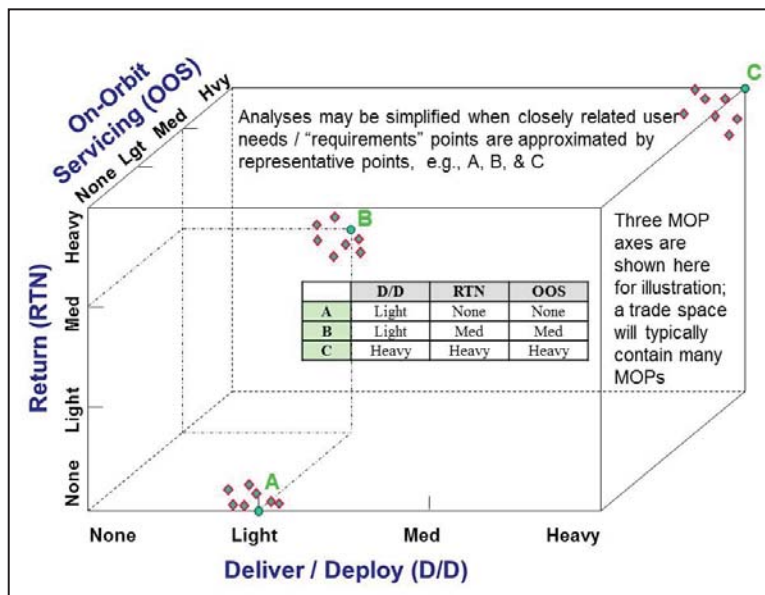 On-Orbit
Servicing (OOS)
None Lgt Med Hvy
C
Analyses may be simplified when closely related user
needs / “requirements” points are approximated by
representative points, e.g., A, B, & C
B
Three MOP
axes are
shown here
for illustration;
a trade space
will typically
contain many
MOPs
D/D RTN OOS
A Light None None
B Light Med Med
C Heavy Heavy Heavy
Return (RTN)
Heavy
Med
Light
None
A
None Light Med Heavy
Deliver / Deploy (D/D)